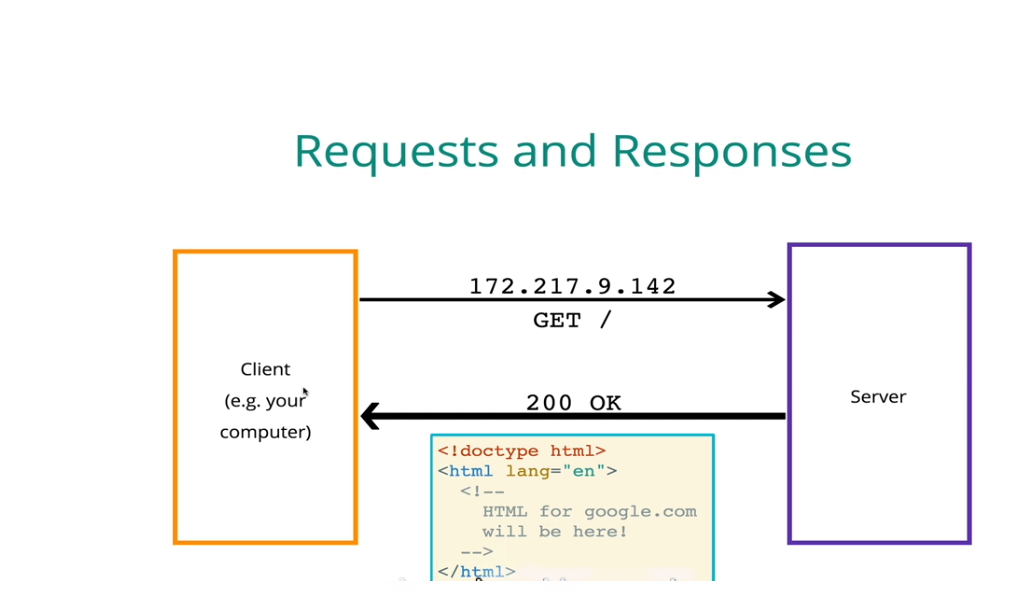 Requests and Responses
172.217.9.142
GET /
Client
(e.g. your
computer)
200 OK
Server
<!doctype html>
<html lang="en">
<!--
HTML for google.com
will be here!
-->
</html>